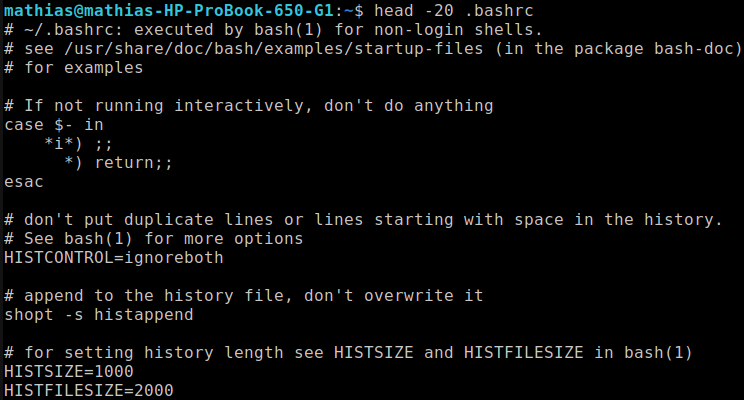 mathias@mathias-HP-ProBook-650-G1:~$ head -20 .bashrc
# ~/.bashrc: executed by bash(1) for non-login shells.
# see /usr/share/doc/bash/examples/startup-files (in the package bash-doc)
# for examples

# If not running interactively, don't do anything
case $- in
    *i*) ;;
      *) return;;
esac

# don't put duplicate lines or lines starting with space in the history.
# See bash(1) for more options
HISTCONTROL=ignoreboth

# append to the history file, don't overwrite it
shopt -s histappend

# for setting history length see HISTSIZE and HISTFILESIZE in bash(1)
HISTSIZE=1000
HISTFILESIZE=2000